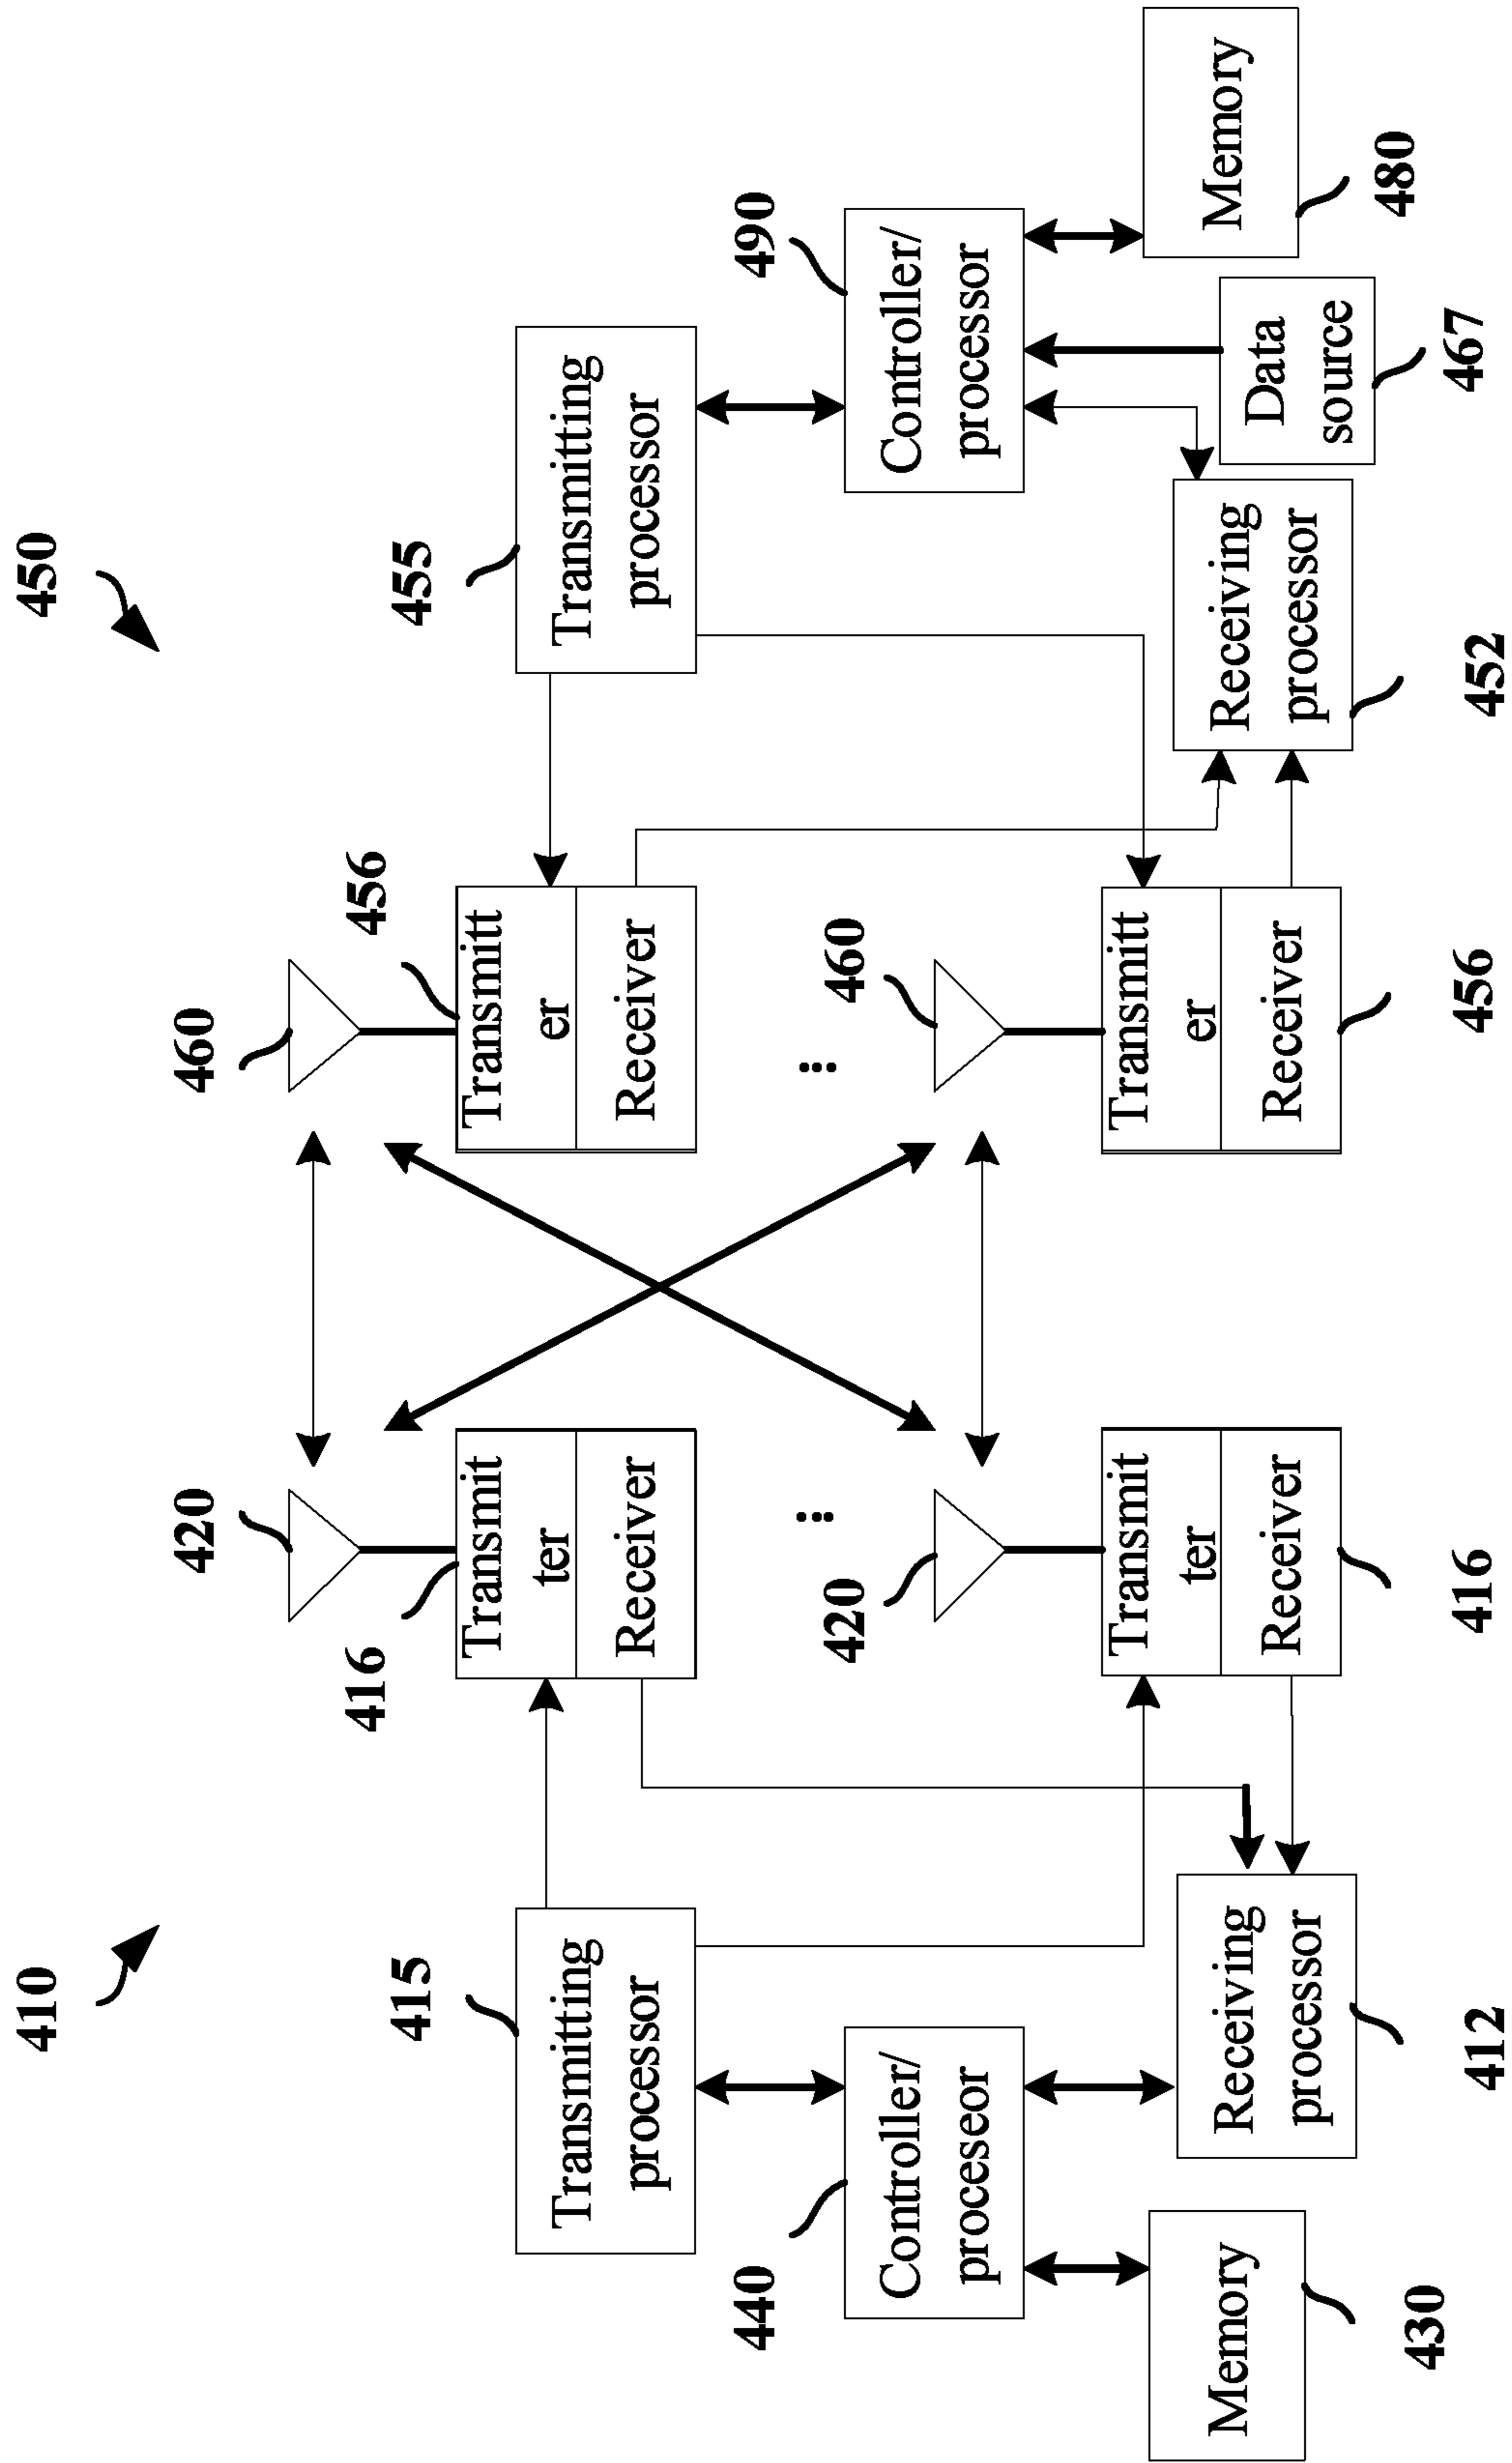 410
450
420
460
416
456
415
455
Transmitting
processor
Transmit
ter
Receiver
Transmitt
er
Receiver
Transmitting
processor
440
490
Controller/
proceseor
...
...
Controller/
processor
420
460
Memory
430
Receiving
processor
412
Transmit
ter
Receiver
416
Transmitt
er
Receiver
456
Receiving
processor
452
Data
source
467
Memory
480